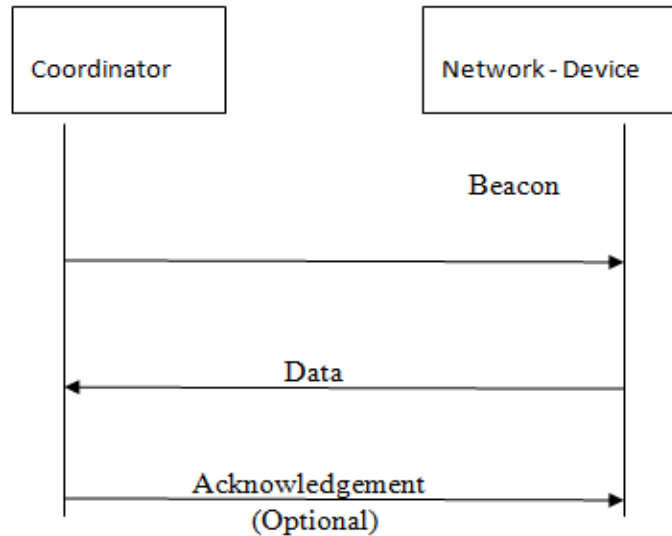 Coordinator
Network - Device
Beacon
Data
Acknowledgement
(Optional)